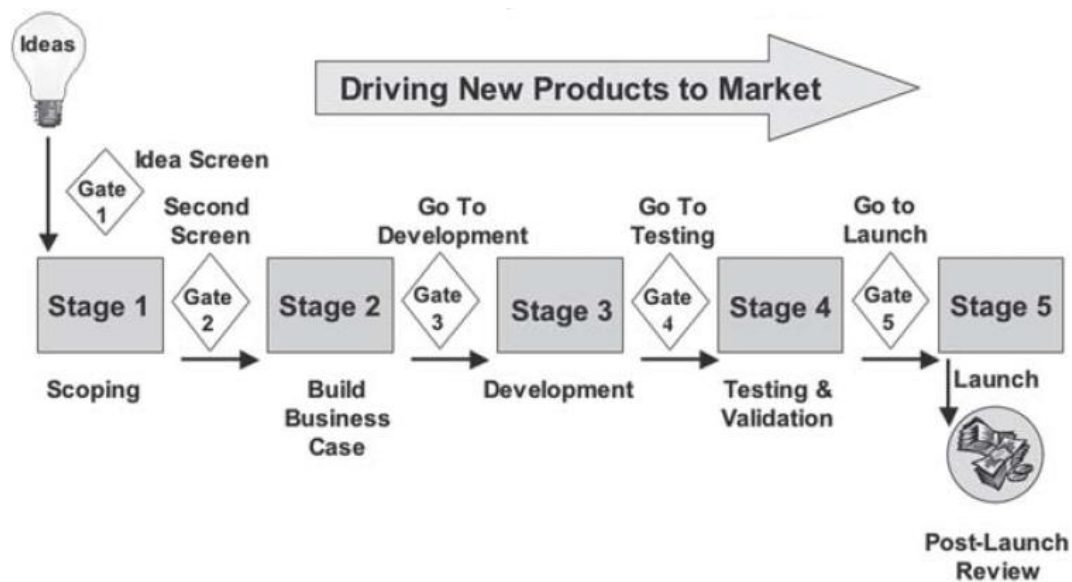 Ideas
Driving New Products to Market
Idea Screen
Gate
1
Second
Screen
Go To
Development
Go To
Testing
Go to
Launch
Stage 1
Gate
2
Stage 2
Gate
3
Stage 3
Gate
4
Stage 4
Gate
5
Stage 5
Scoping
Build
Business
Case
Development
Testing &
Validation
Launch
Post-Launch
Review